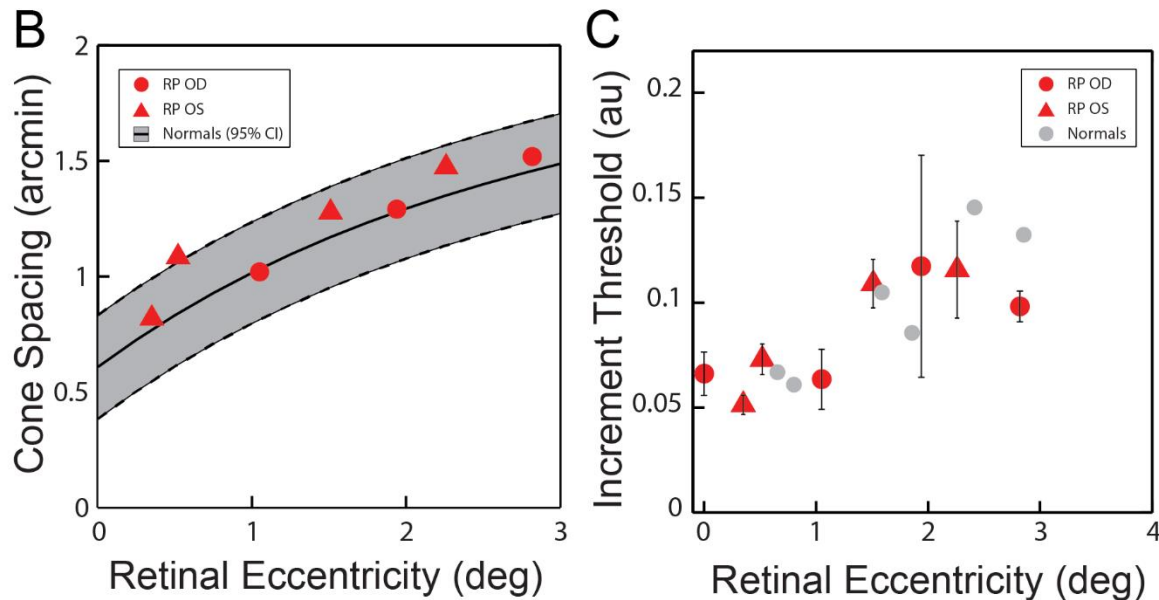 B
2
1.5
1
0.5
0
0
1
2
3
Cone Spacing (arcmin)
Retinal Eccentricity (deg)
RP OD
RP OS
Normals (95% CI)
C
0.2
0.15
0.1
0.05
0
0
1
2
3
4
Increment Threshold (au)
Retinal Eccentricity (deg)
RP OD
RP OS
Normals